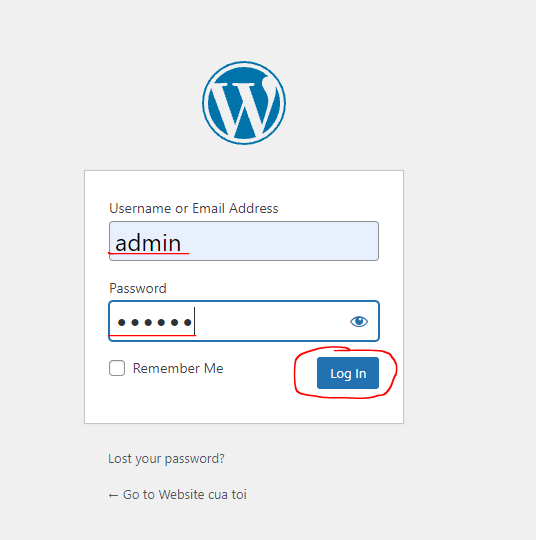 Username or Email Address
admin
Password
••••••
Remember Me
Log In
Lost your password?
← Go to Website cua toi